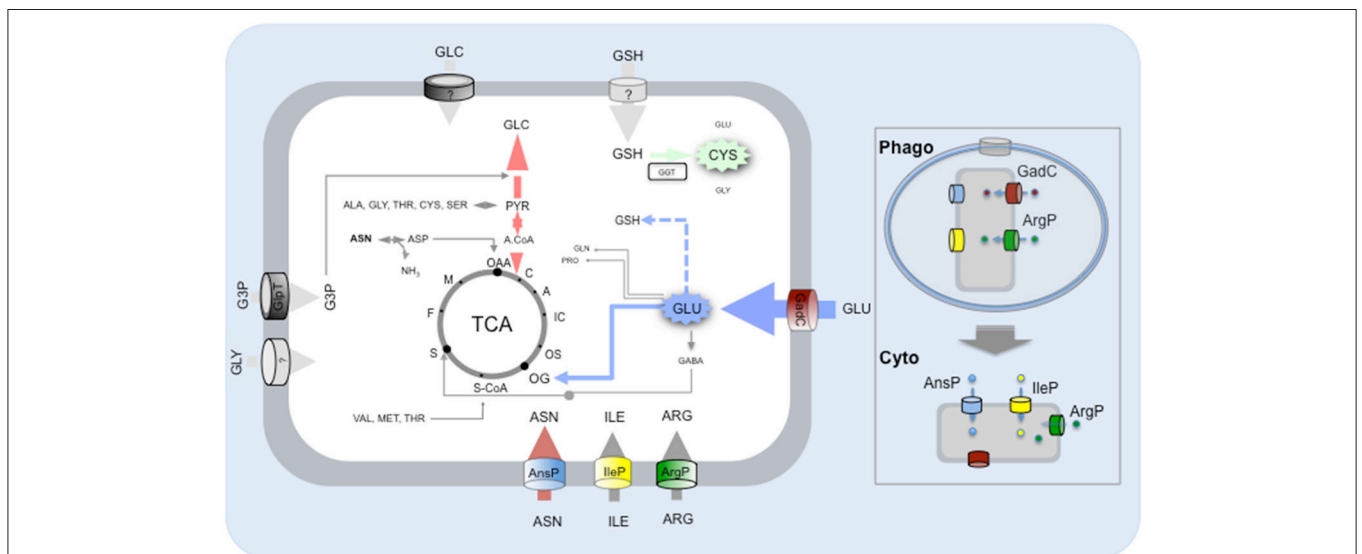 GLC
GSH
?
?
GLC
GLU
GSH
CYS
GGT
GLY
ALA, GLY, THR, CYS, SER
PYR
GSH
ASN
ASP
A.CoA
GLN
PRO
NH3
OAA
C
M
A
G3P
GlpT
G3P
F
TCA
IC
GLU
GadC
GLU
S
OS
GABA
GLY
?
OG
S-CoA
VAL, MET, THR
ASN
ILE
ARG
AnsP
IleP
ArgP
ASN
ILE
ARG
Phago
GadC
ArgP
Cyto
AnsP
IleP
ArgP